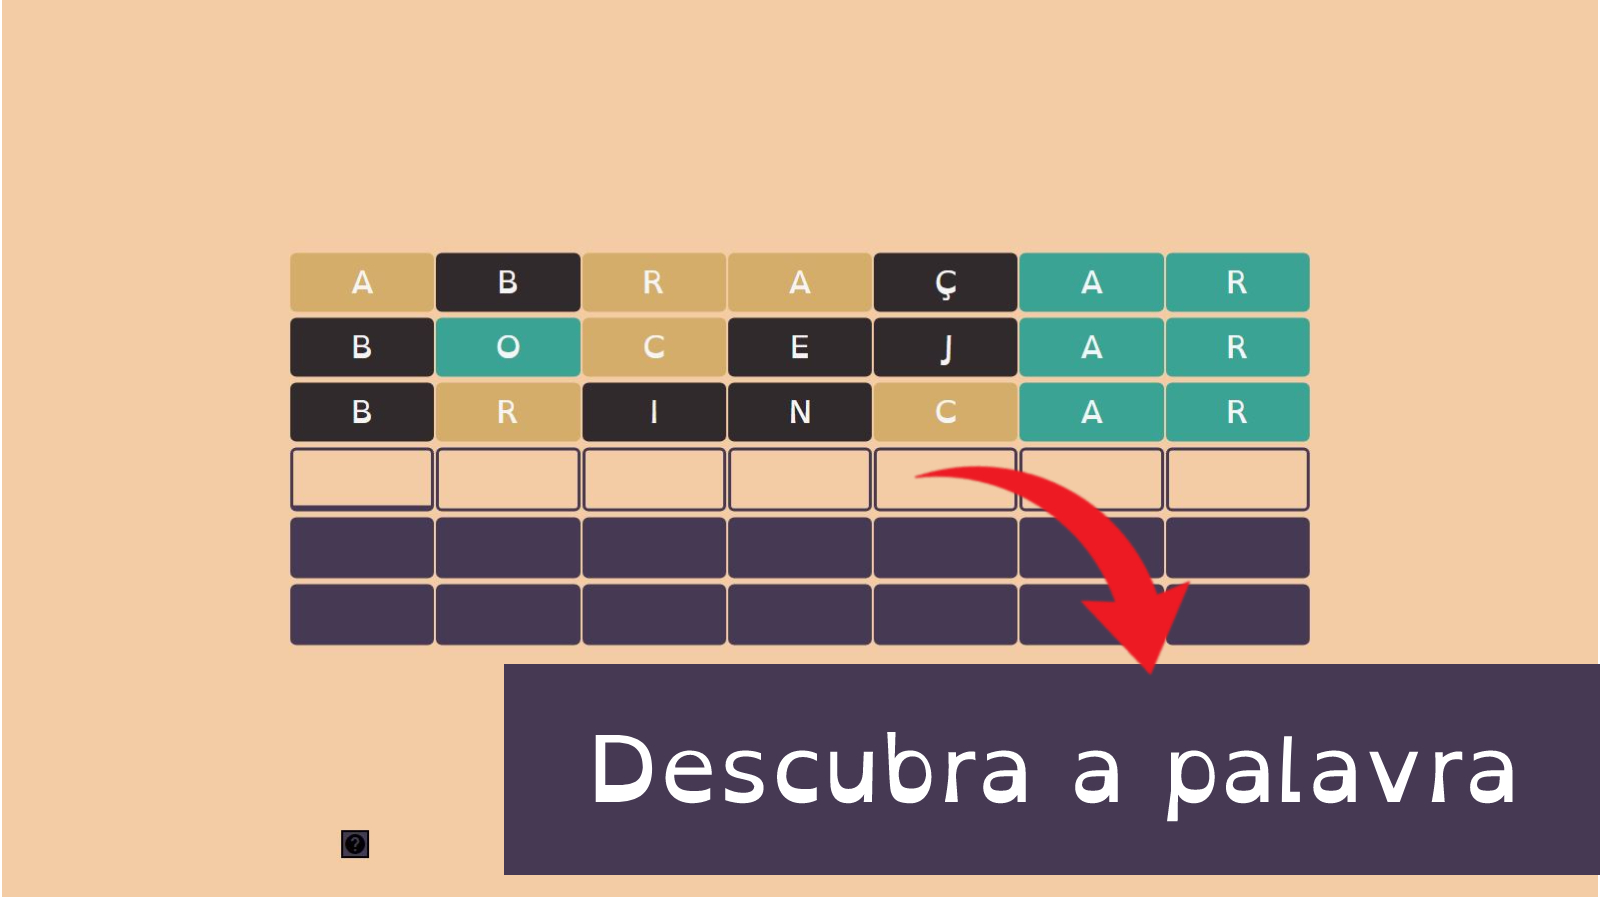 A B R A Ç A R
B O C E J A R
B R I N C A R
Descubra a palavra
?